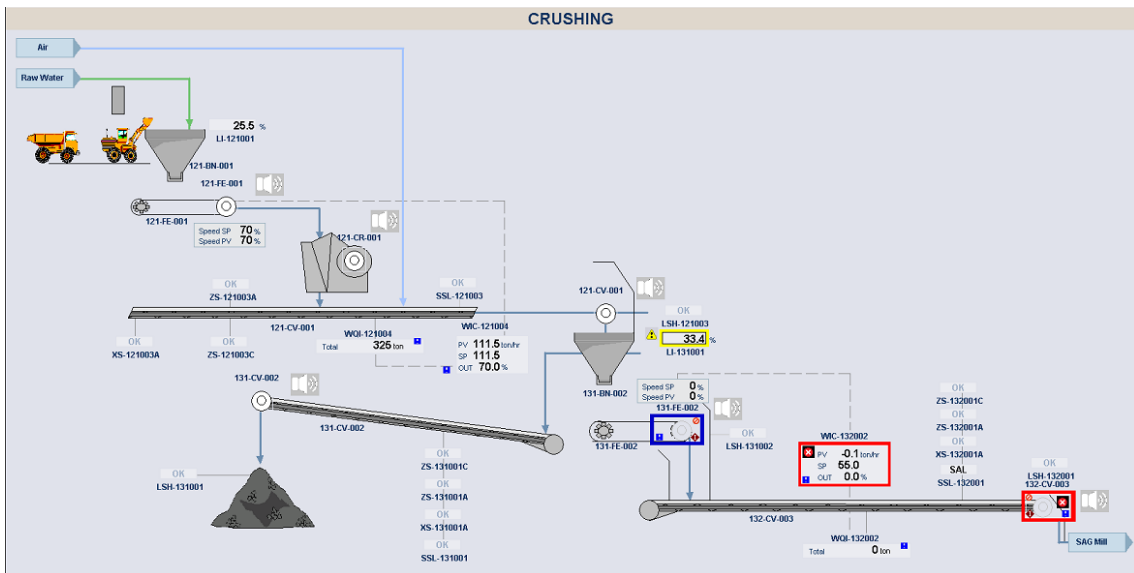 CRUSHING
Air
Raw Water
25.5 %
LI-121001
121-BN-001
121-FE-001
121-FE-001
Speed SP 70 %
Speed PV 70 %
121-CR-001
OK
ZS-121003A
OK
SSL-121003
121-CV-001
121-CV-001
OK
LSH-121003
33.4 %
LI-131001
OK
XS-121003A
OK
ZS-121003C
WQI-121004
Total 325 ton
WIC-121004
PV 111.5 ton/hr
SP 111.5
OUT 70.0 %
131-BN-002
131-CV-002
131-CV-002
Speed SP 0 %
Speed PV 0 %
131-FE-002
131-FE-002
OK
LSH-131002
OK
ZS-132001C
OK
ZS-132001A
OK
XS-132001A
SAL
SSL-132001
WIC-132002
PV -0.1 ton/hr
SP 55.0
OUT 0.0 %
OK
LSH-132001
132-CV-003
OK
LSH-131001
OK
ZS-131001C
OK
ZS-131001A
OK
XS-131001A
OK
SSL-131001
132-CV-003
WQI-132002
Total 0 ton
SAG Mill